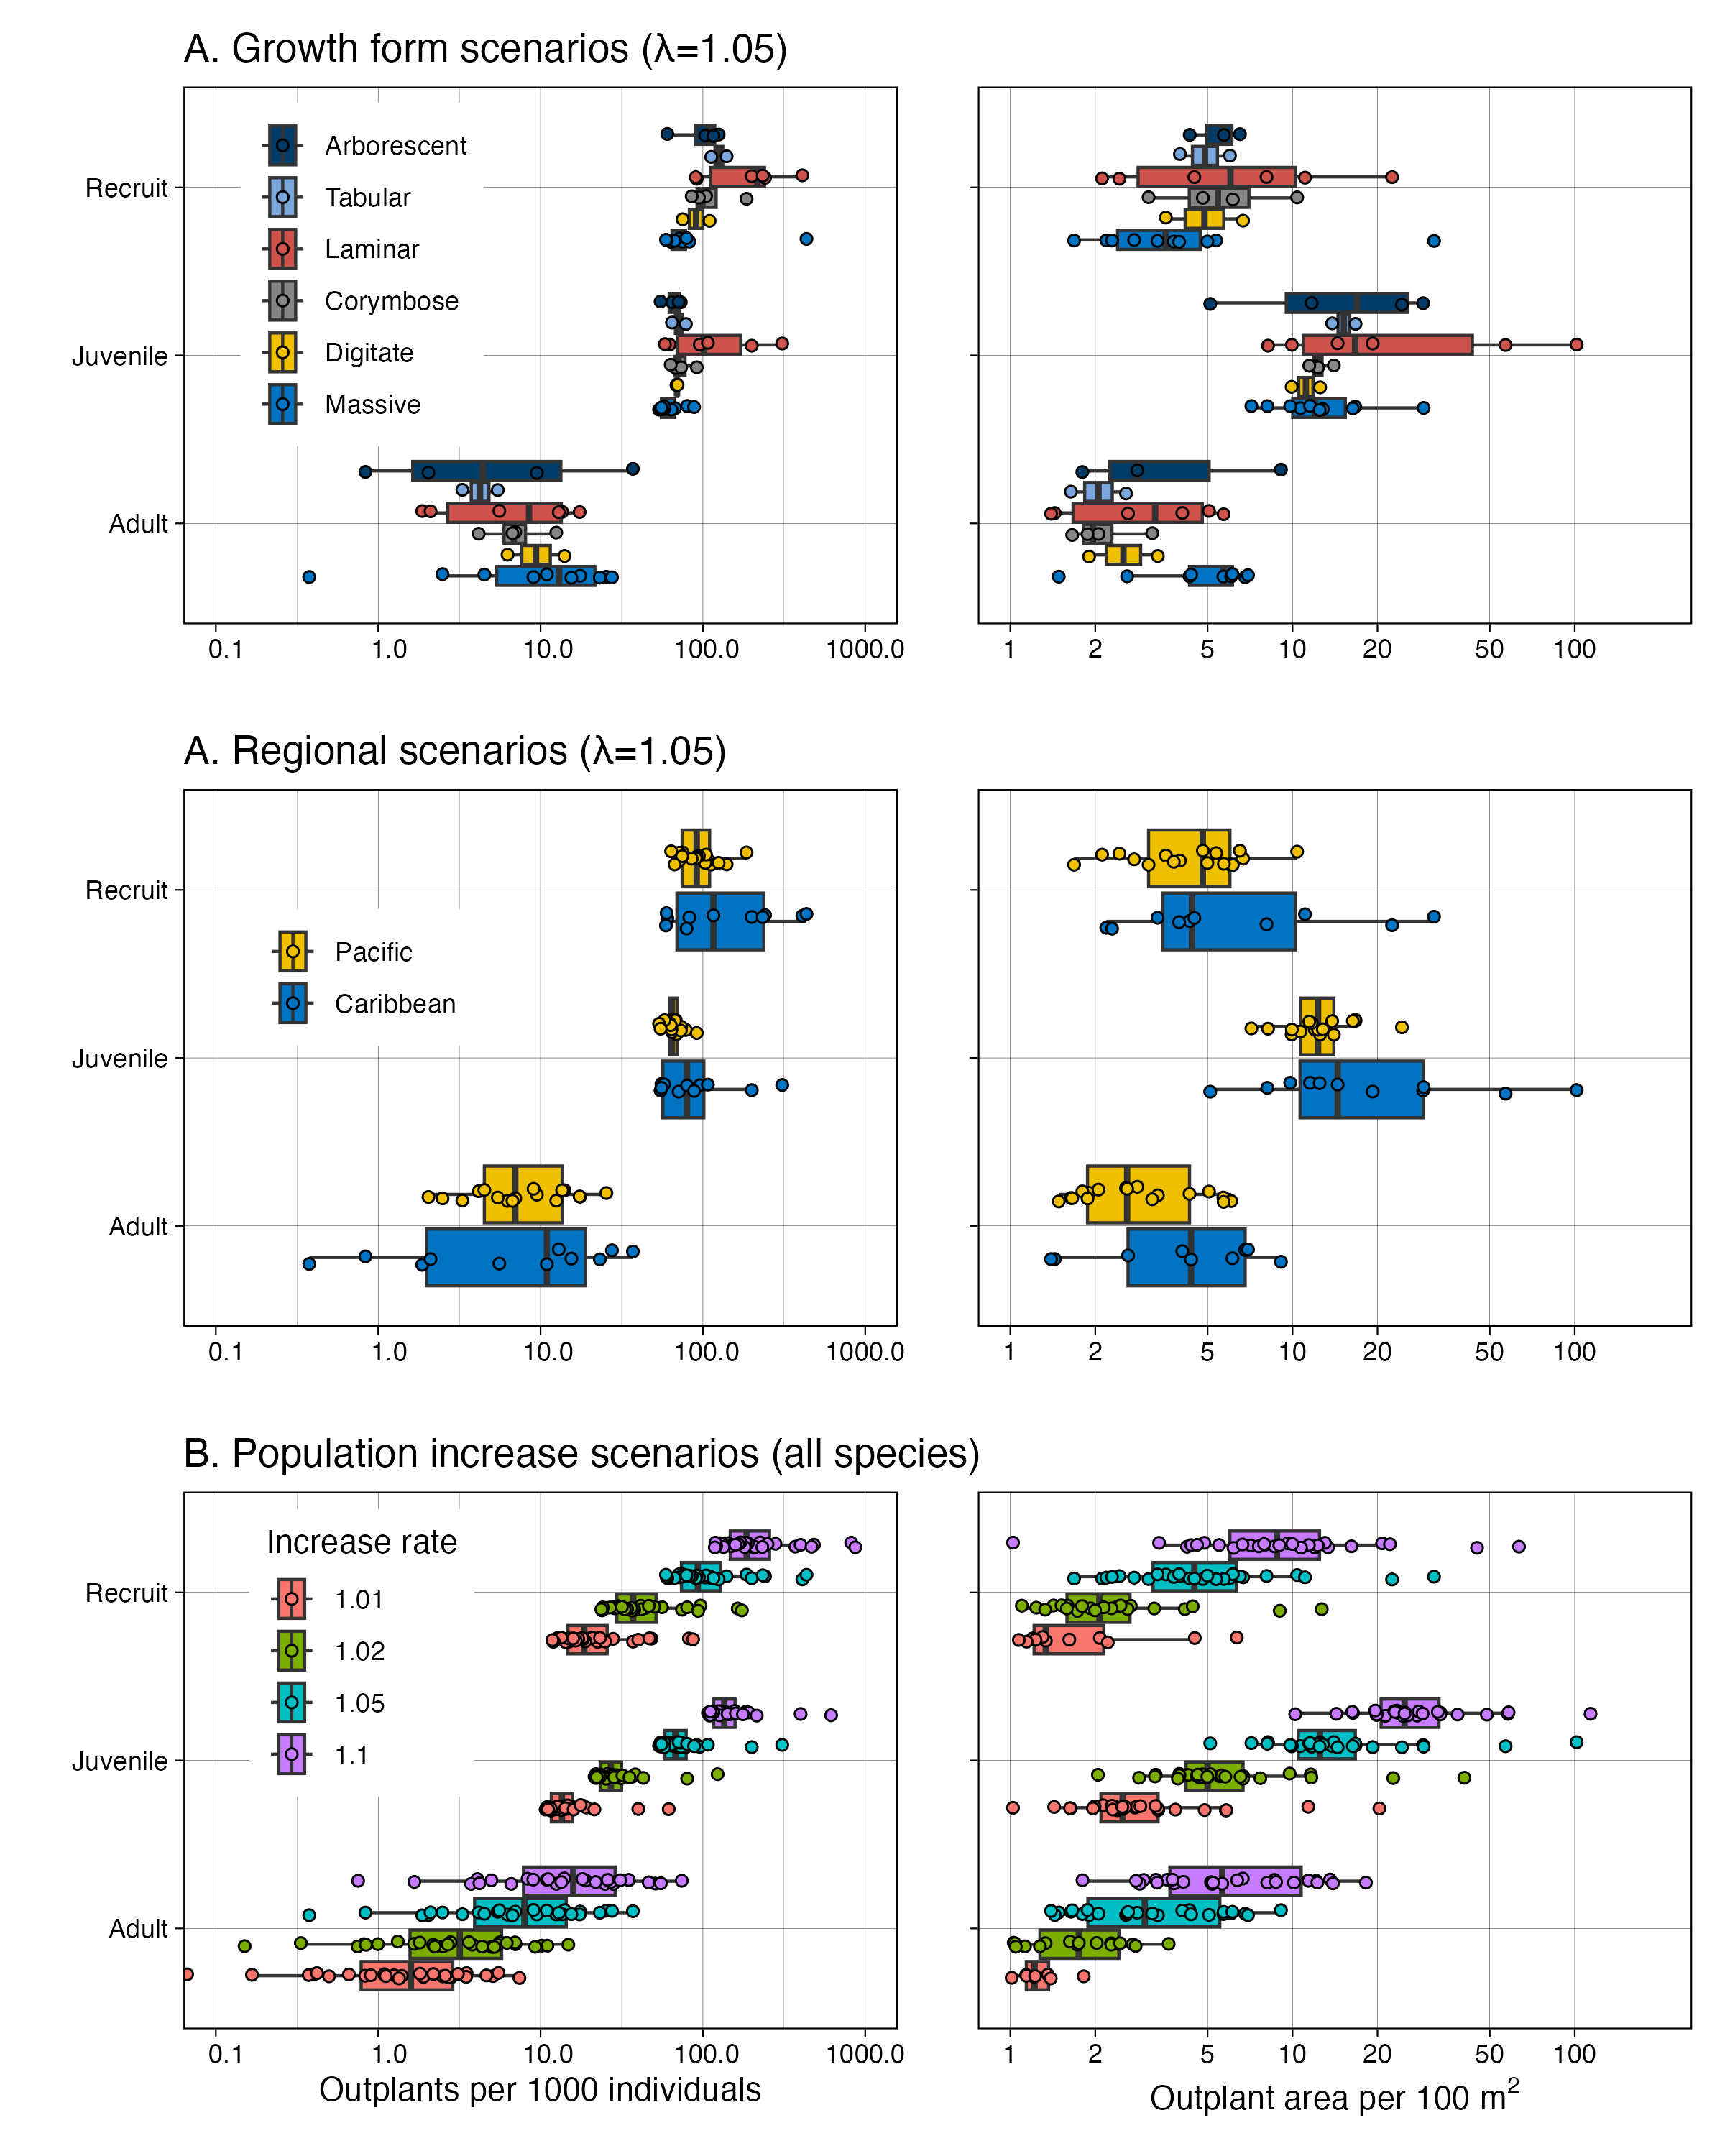 A. Growth form scenarios (λ=1.05)
Arborescent
Tabular
Laminar
Corymbose
Digitate
Massive
Recruit
Juvenile
Adult
0.1 1.0 10.0 100.0 1000.0
1 2 5 10 20 50 100
A. Regional scenarios (λ=1.05)
Pacific
Caribbean
Recruit
Juvenile
Adult
0.1 1.0 10.0 100.0 1000.0
1 2 5 10 20 50 100
B. Population increase scenarios (all species)
Increase rate
1.01
1.02
1.05
1.1
Recruit
Juvenile
Adult
0.1 1.0 10.0 100.0 1000.0
1 2 5 10 20 50 100
Outplants per 1000 individuals
Outplant area per 100 m²